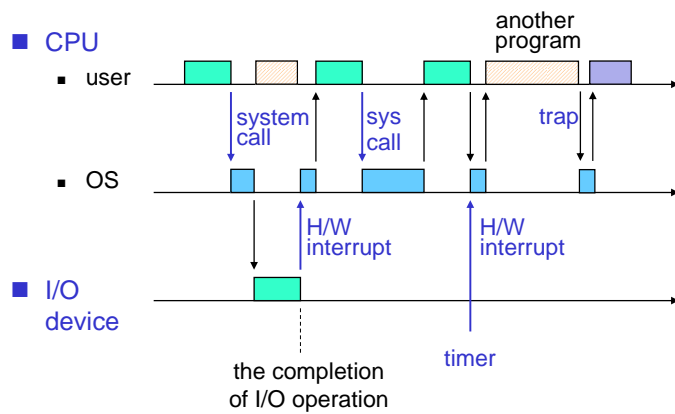 another
program
CPU
user
system
call
sys
call
trap
OS
H/W
interrupt
H/W
interrupt
I/O
device
timer
the completion
of I/O operation